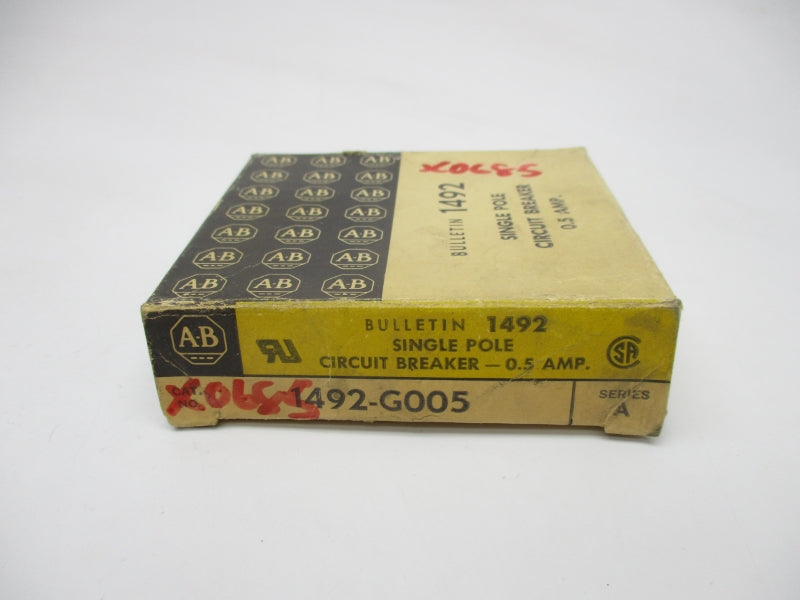 A-B A-B A-B
A-B A-B A-B
A-B A-B A-B
A-B A-B A-B
A-B A-B A-B
A-B A-B A-B
A-B A-B A-B
BULLETIN 1492
SINGLE POLE
CIRCUIT BREAKER
0.5 AMP.
A-B
BULLETIN 1492
SINGLE POLE
CIRCUIT BREAKER — 0.5 AMP.
SA
CAT. NO. 1492-G005
SERIES
A